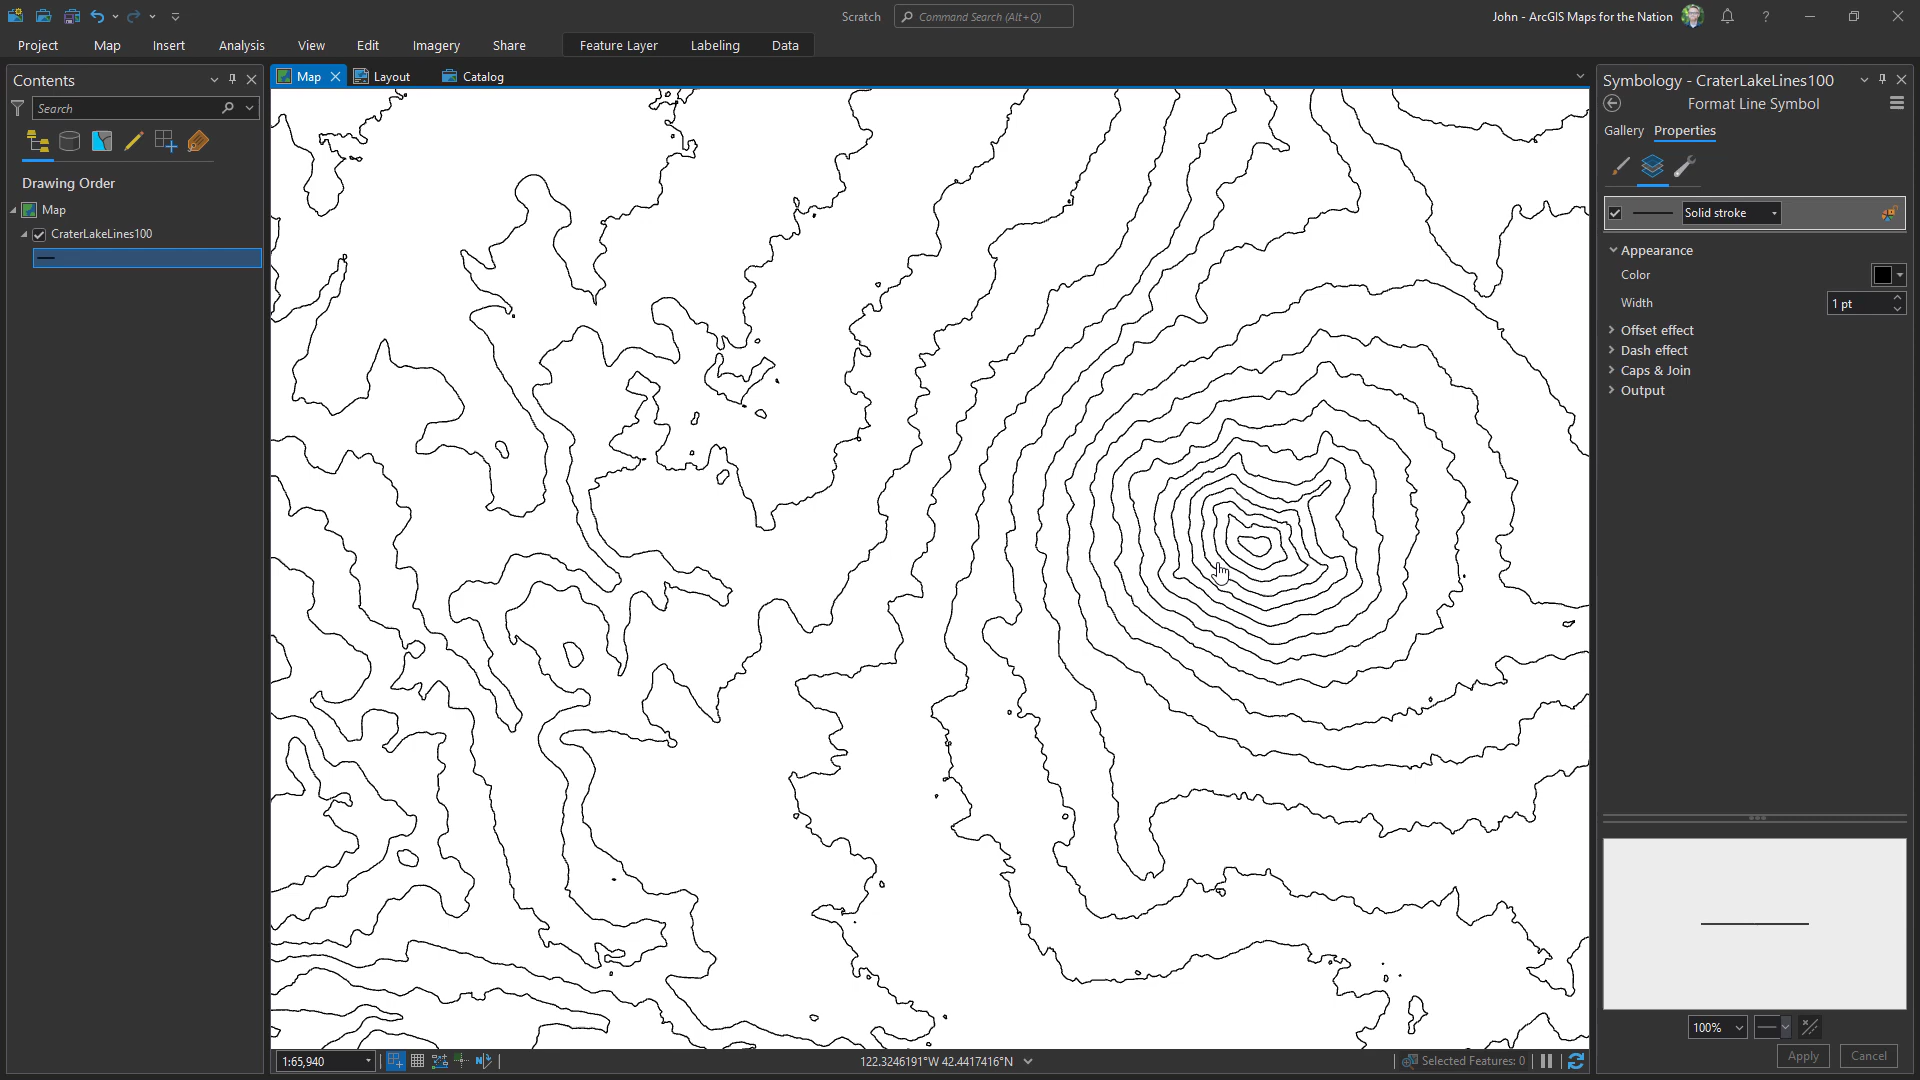 Scratch
Command Search (Alt+Q)
John - ArcGIS Maps for the Nation
?
Project
Map
Insert
Analysis
View
Edit
Imagery
Share
Feature Layer
Labeling
Data
Contents
Search
Drawing Order
Map
CraterLakeLines100
Map
Layout
Catalog
1:65,940
122.3246191°W 42.4417416°N
Selected Features: 0
Symbology - CraterLakeLines100
Format Line Symbol
Gallery
Properties
Solid stroke
Appearance
Color
Width
1 pt
Offset effect
Dash effect
Caps & Join
Output
100%
Apply
Cancel